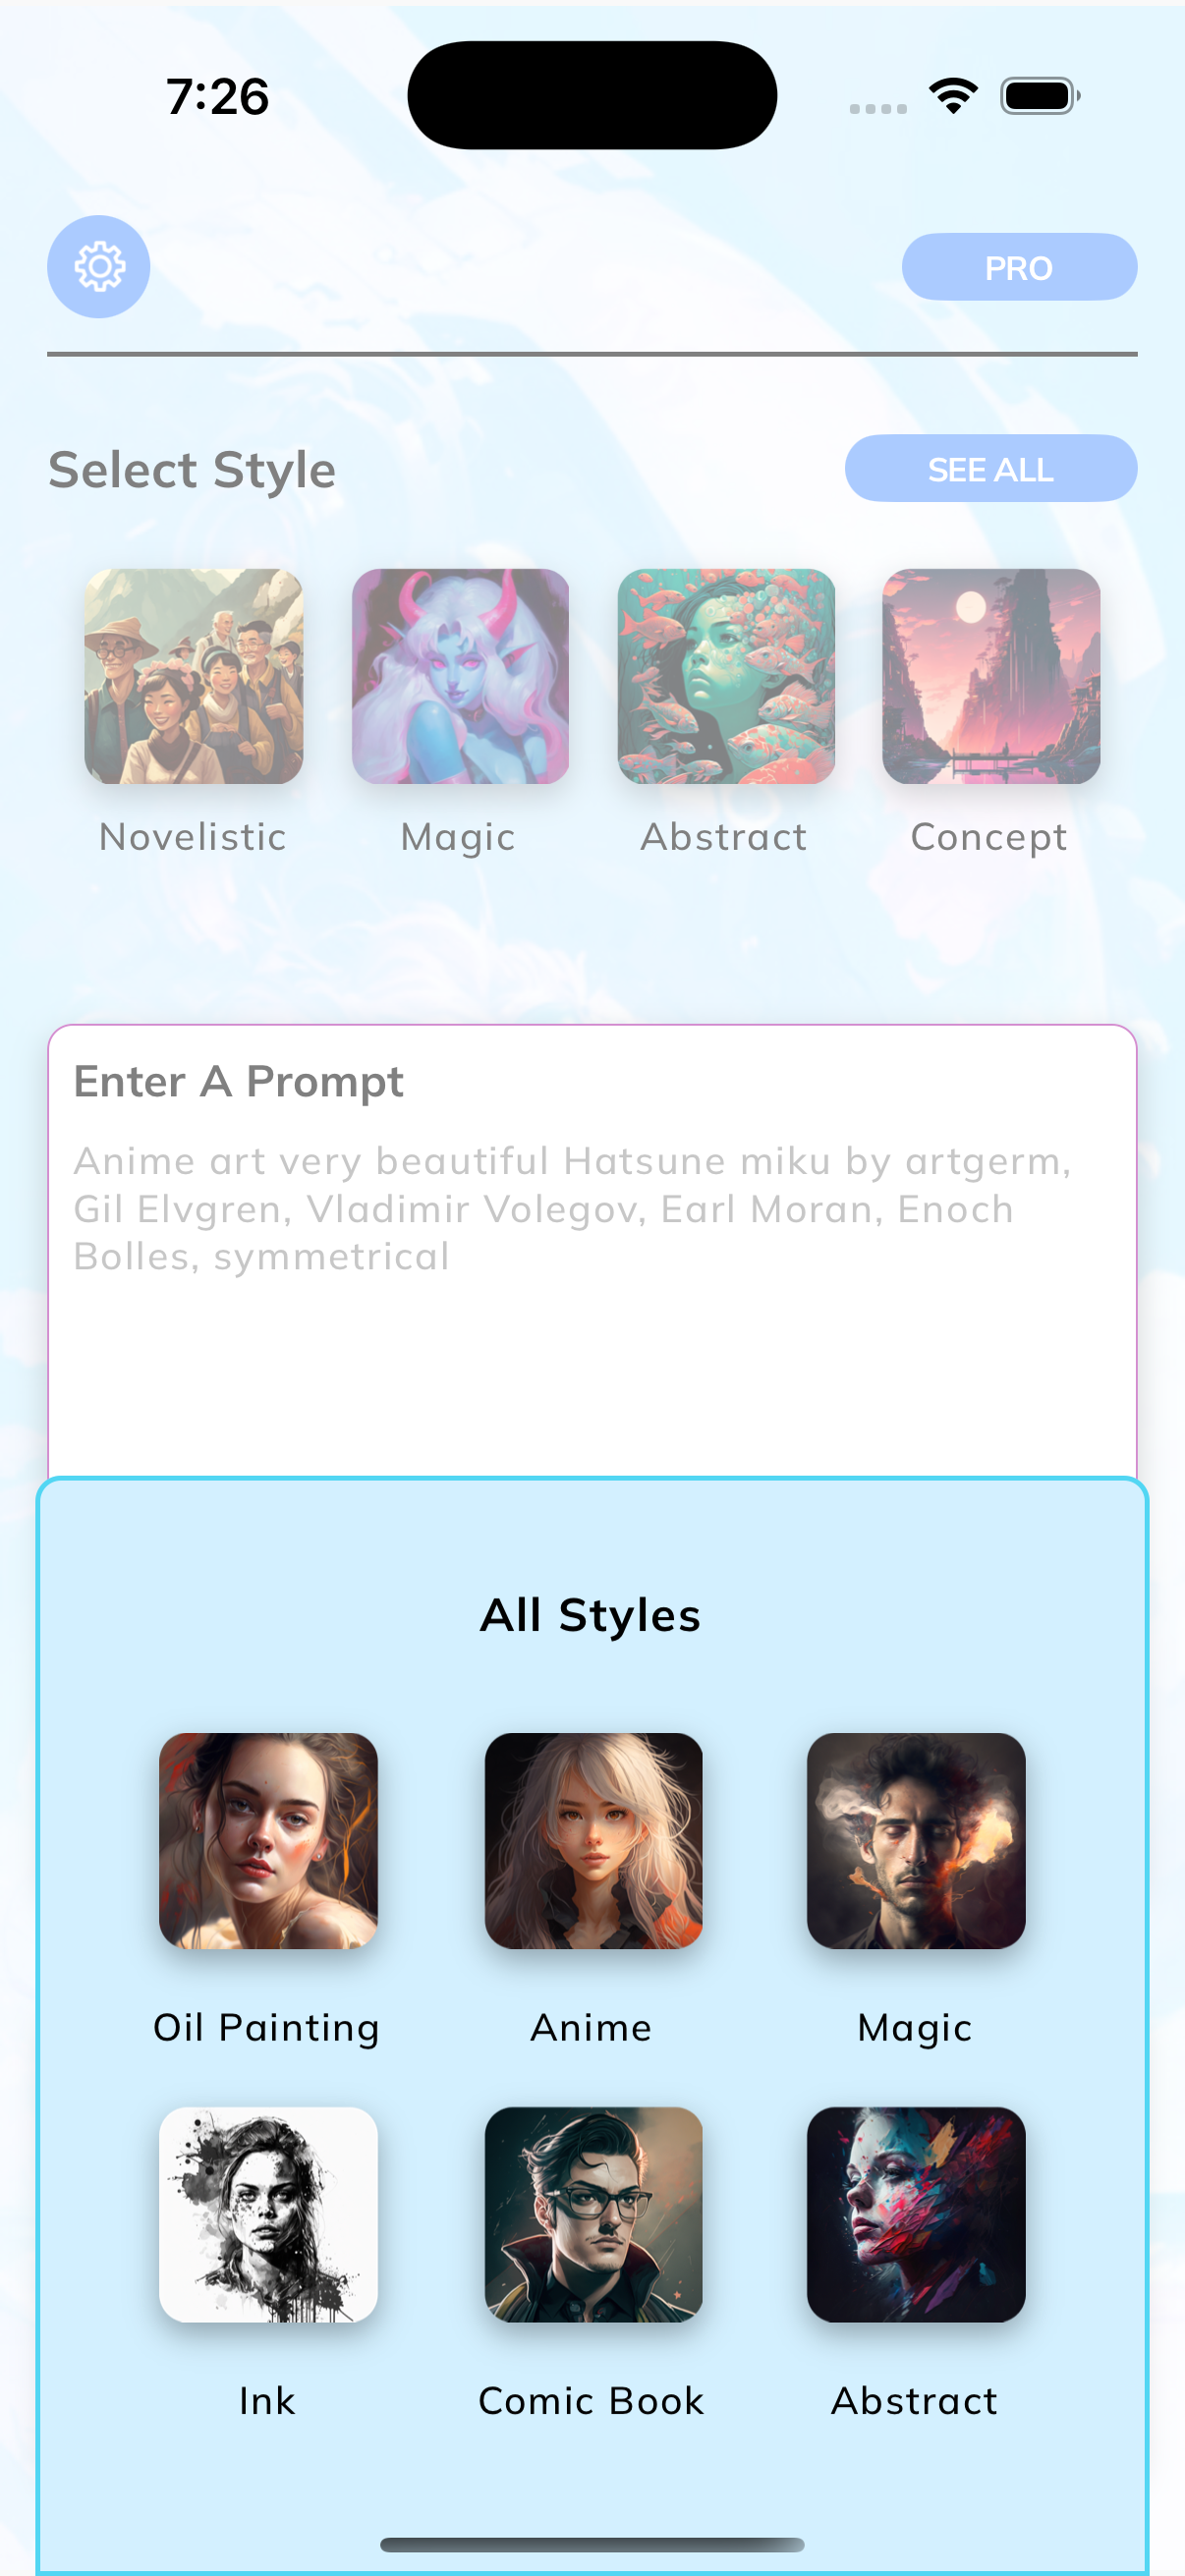 7:26
PRO
Select Style
SEE ALL
Novelistic
Magic
Abstract
Concept
Enter A Prompt
Anime art very beautiful Hatsune miku by artgerm,
Gil Elvgren, Vladimir Volegov, Earl Moran, Enoch
Bolles, symmetrical
All Styles
Oil Painting
Anime
Magic
Ink
Comic Book
Abstract